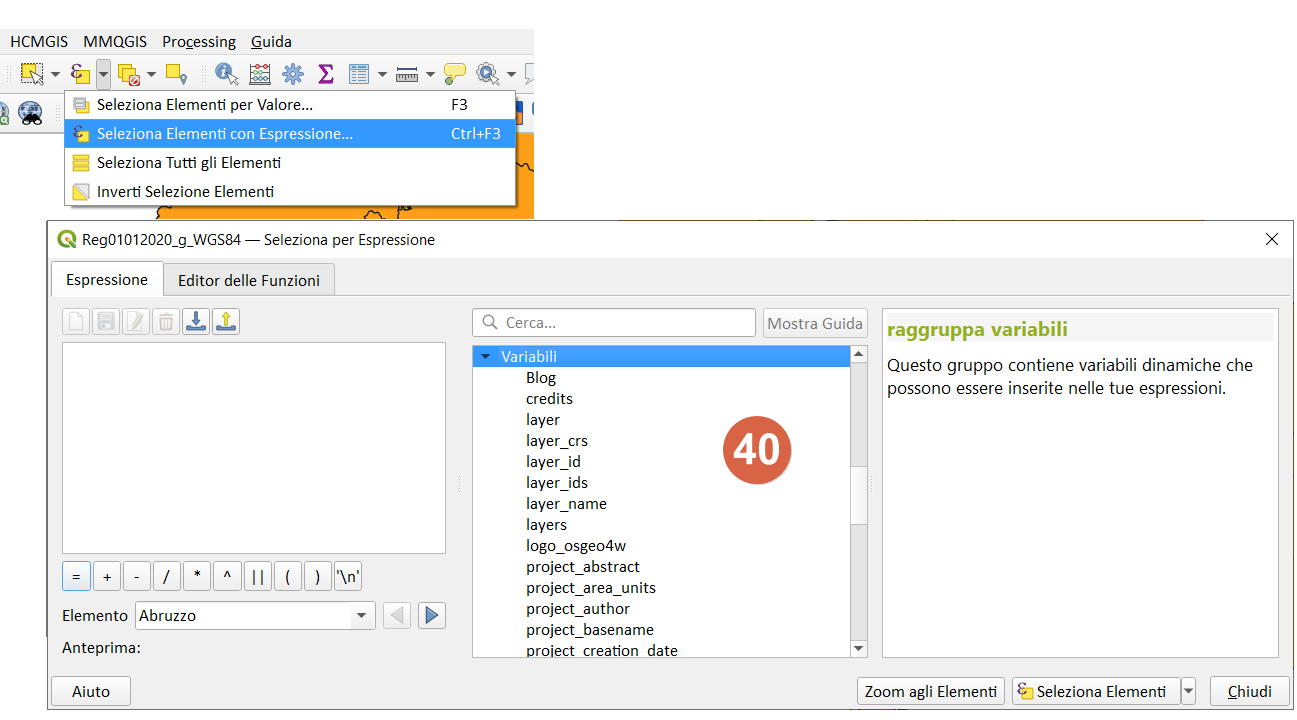 HCMGIS MMQGIS Processing Guida
Seleziona Elementi per Valore... F3
Seleziona Elementi con Espressione... Ctrl+F3
Seleziona Tutti gli Elementi
Inverti Selezione Elementi
Reg01012020_g_WGS84 — Seleziona per Espressione
Espressione Editor delle Funzioni
Cerca... Mostra Guida
Variabili
Blog
credits
layer
layer_crs
layer_id
layer_ids
layer_name
layers
logo_osgeo4w
project_abstract
project_area_units
project_author
project_basename
project_creation_date
40
raggruppa variabili
Questo gruppo contiene variabili dinamiche che
possono essere inserite nelle tue espressioni.
= + - / * ^ || ( ) '\n'
Elemento Abruzzo
Anteprima:
Aiuto Zoom agli Elementi Seleziona Elementi Chiudi